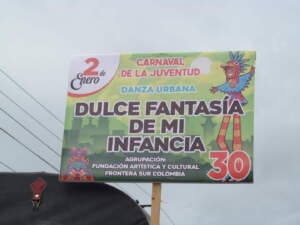 2 de
Enero
CARNAVAL
DE LA JUVENTUD
DANZA URBANA
DULCE FANTASÍA
DE MI
INFANCIA
AGRUPACIÓN:
FUNDACIÓN ARTÍSTICA Y CULTURAL
FRONTERA SUR COLOMBIA
30